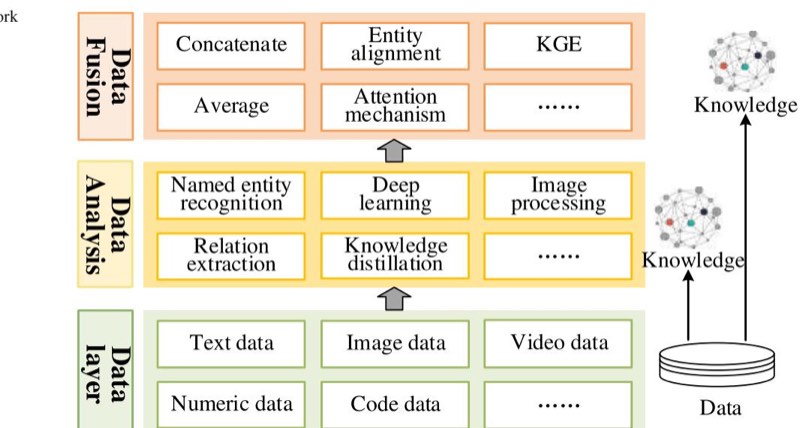 ork
Data
Fusion
Concatenate
Entity
alignment
KGE
Average
Attention
mechanism
......
Knowledge
Data
Analysis
Named entity
recognition
Deep
learning
Image
processing
Relation
extraction
Knowledge
distillation
......
Knowledge
Data
layer
Text data
Image data
Video data
Numeric data
Code data
......
Data